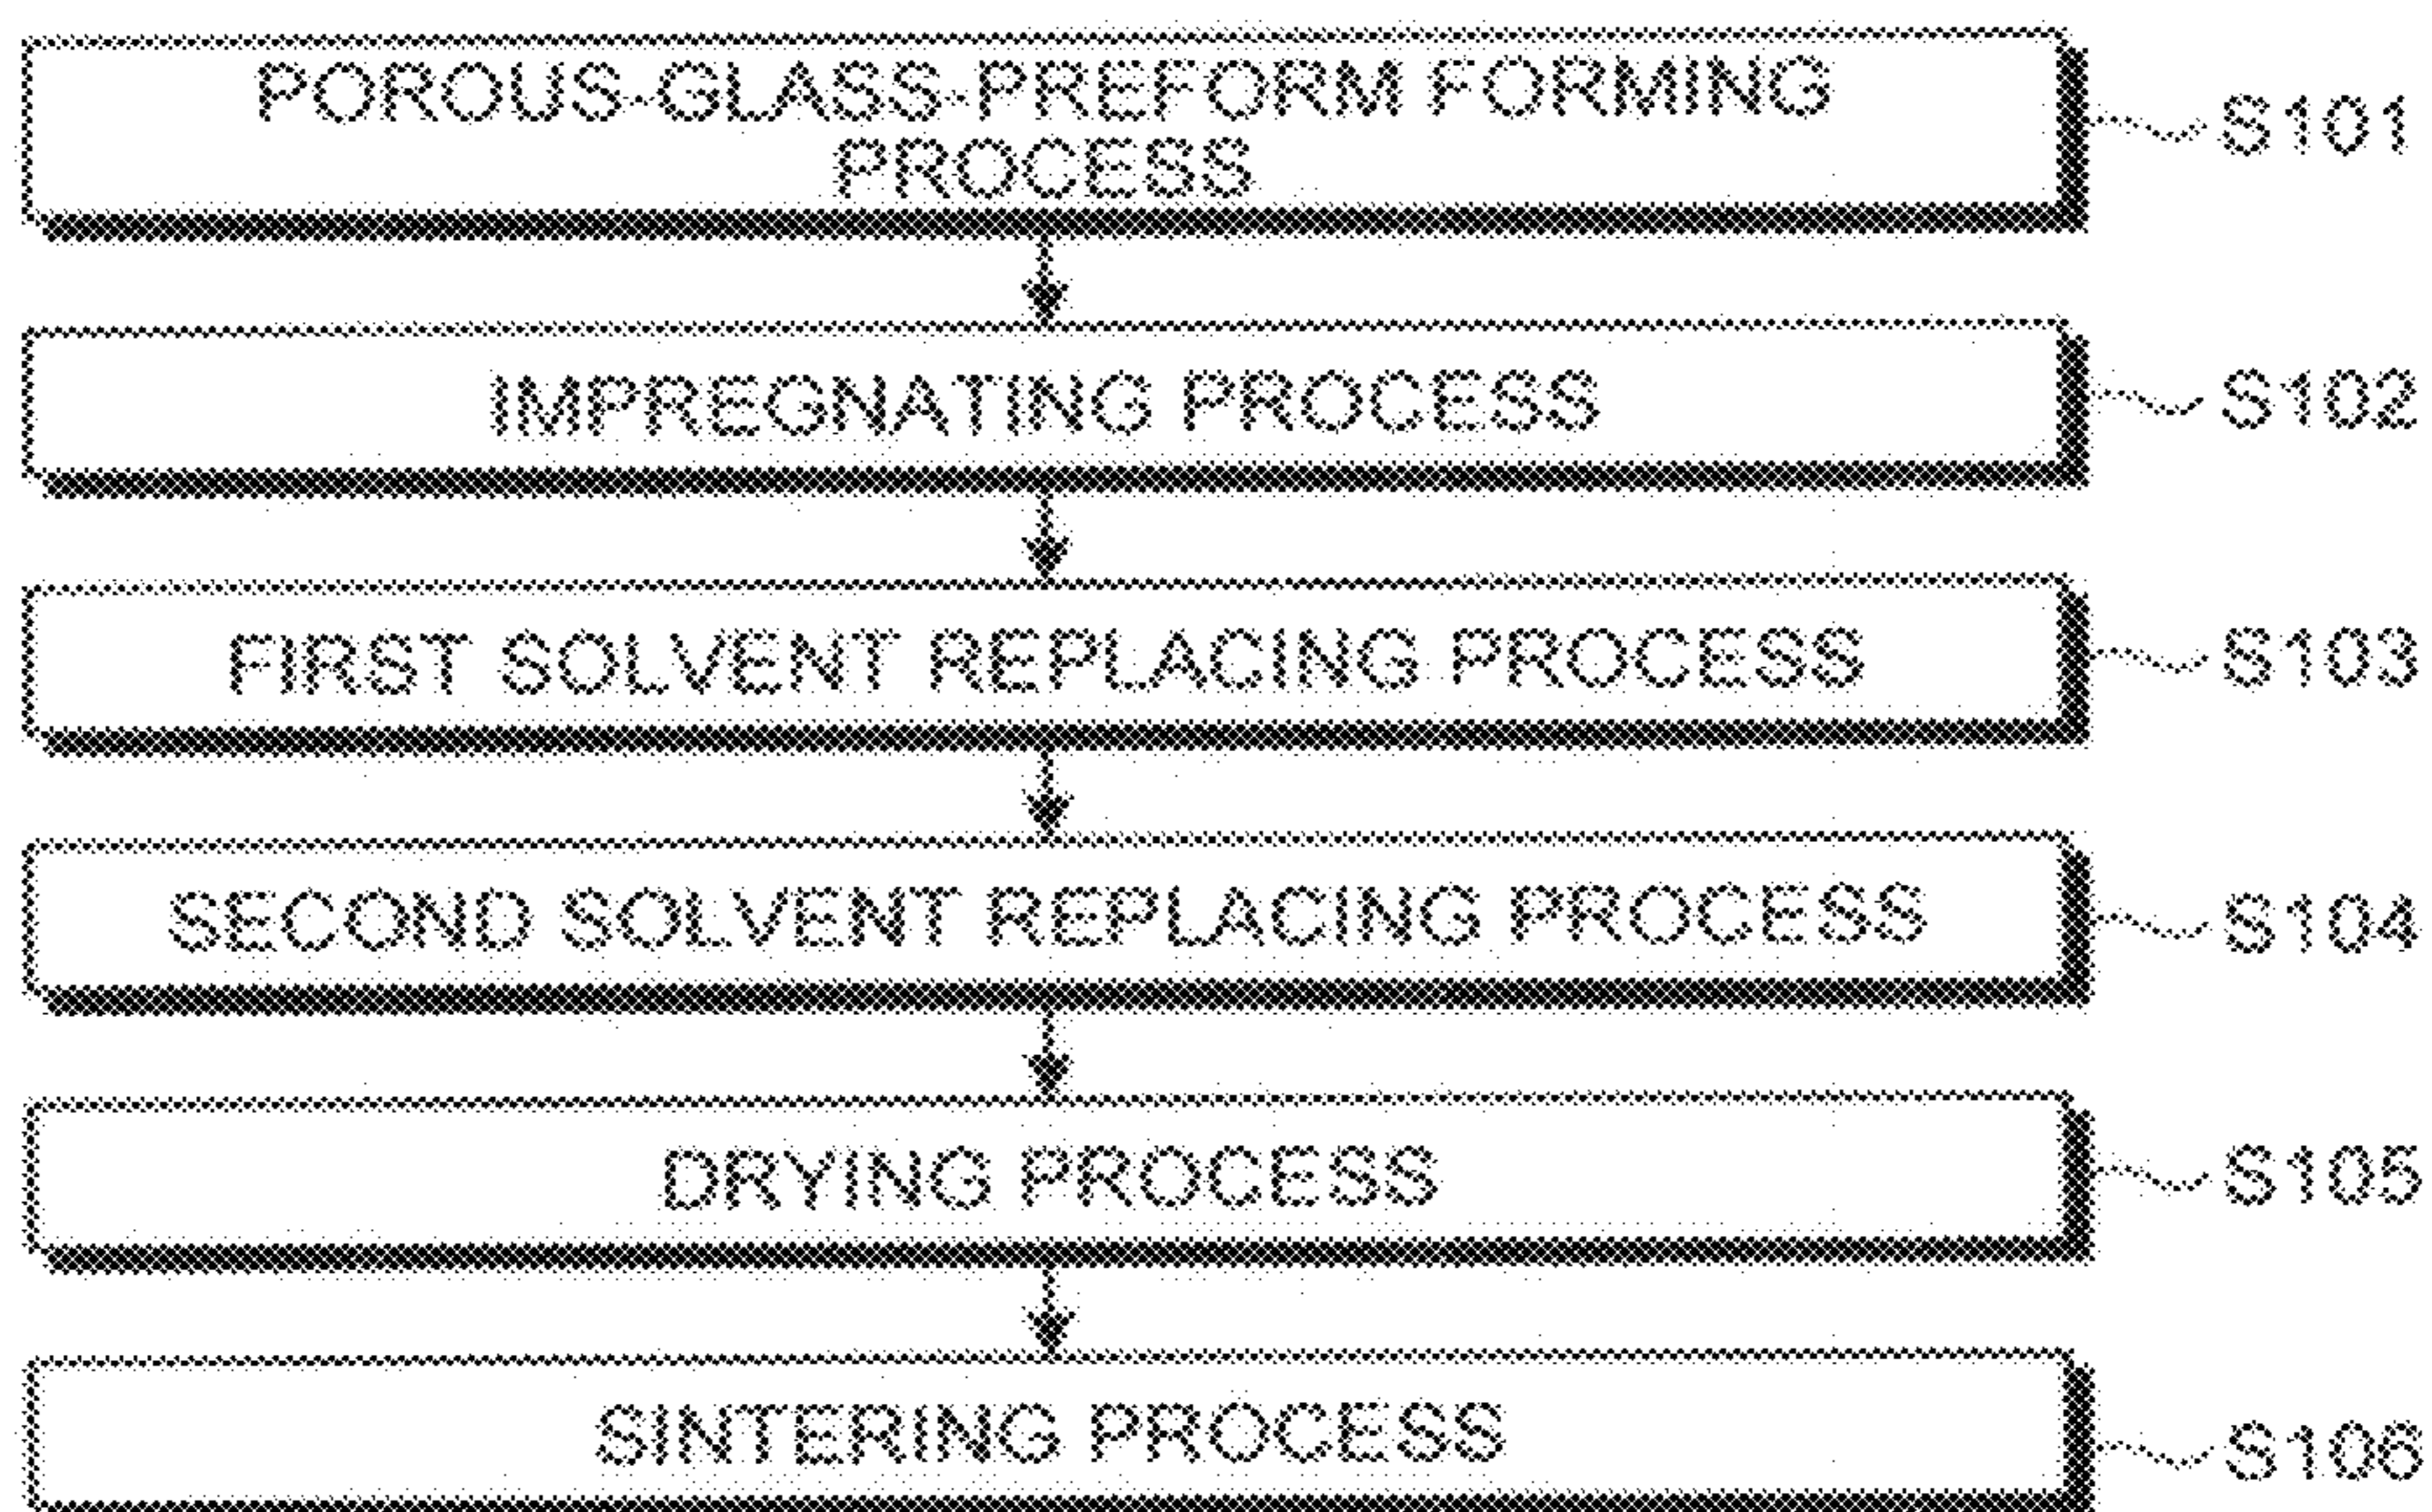 POROUS-GLASS-PREFORM FORMING
PROCESS
S101
IMPREGNATING PROCESS
S102
FIRST SOLVENT REPLACING PROCESS
S103
SECOND SOLVENT REPLACING PROCESS
S104
DRYING PROCESS
S105
SINTERING PROCESS
S106